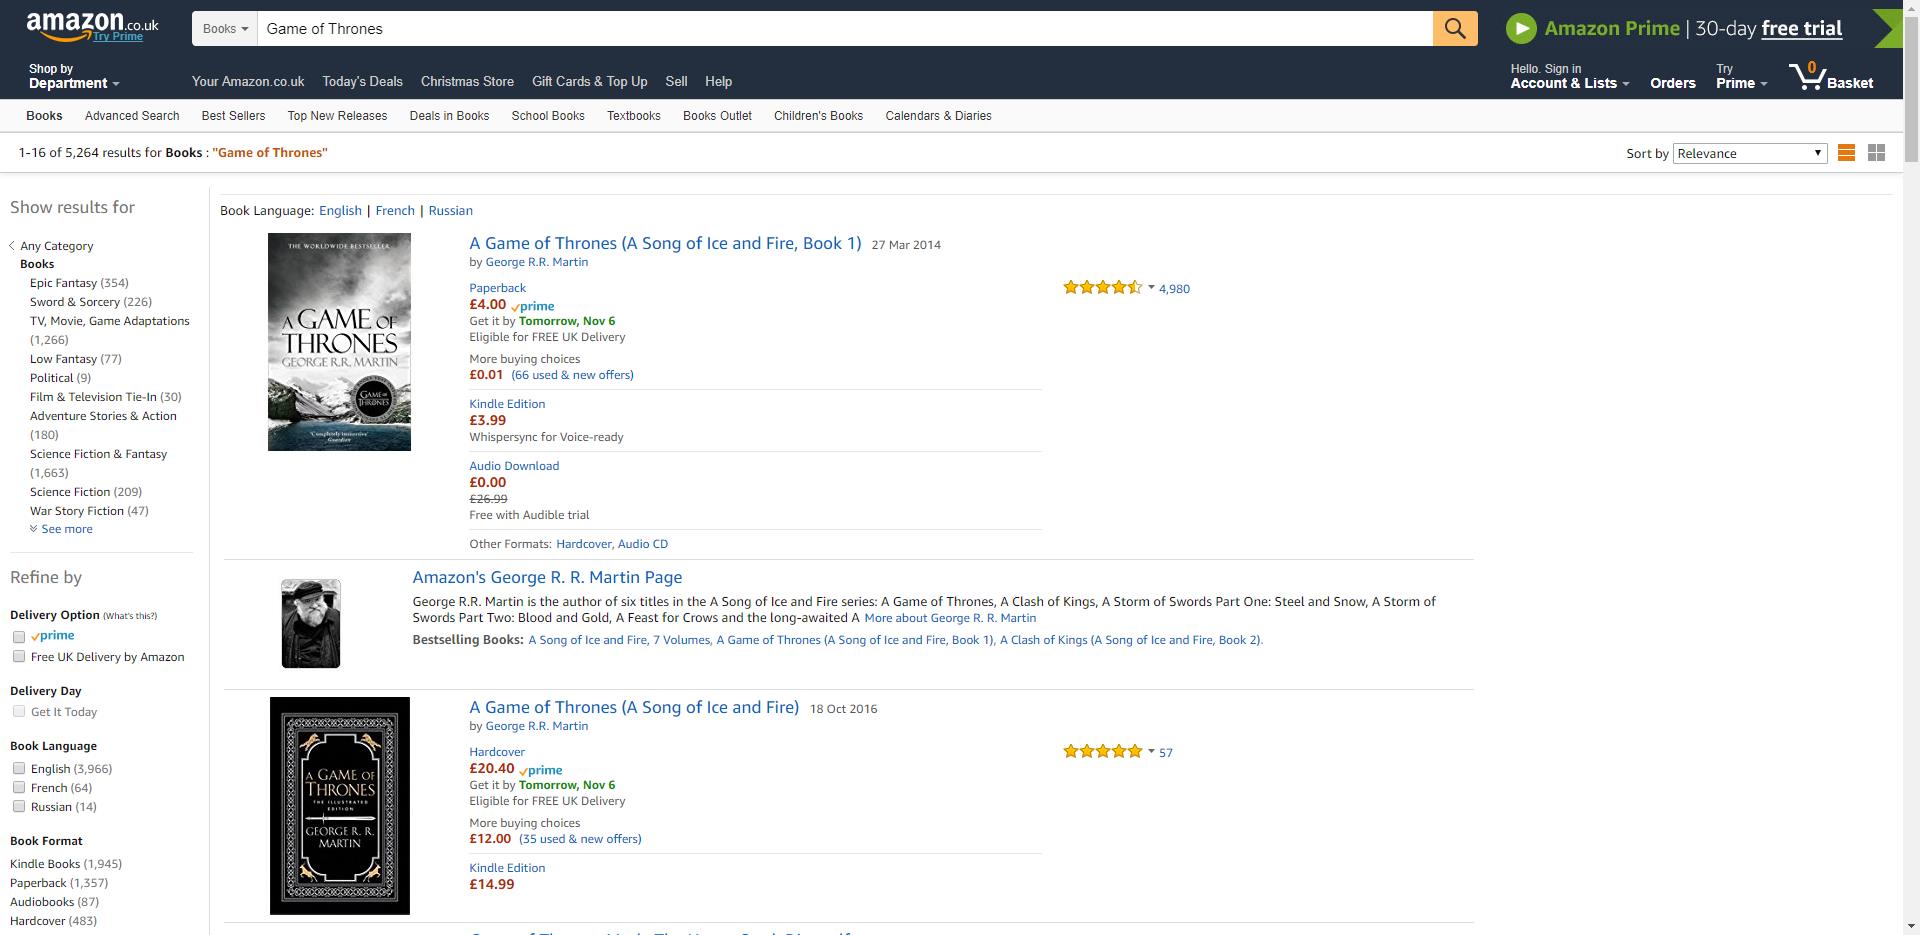 amazon.co.uk
Try Prime
Books
Game of Thrones
Amazon Prime | 30-day free trial
Shop by
Department
Your Amazon.co.uk Today's Deals Christmas Store Gift Cards & Top Up Sell Help
Hello. Sign in
Account & Lists
Orders
Try
Prime
0
Basket
Books Advanced Search Best Sellers Top New Releases Deals in Books School Books Textbooks Books Outlet Children's Books Calendars & Diaries
1-16 of 5,264 results for Books : "Game of Thrones"
Sort by Relevance
Show results for
Any Category
Books
Epic Fantasy (354)
Sword & Sorcery (226)
TV, Movie, Game Adaptations
(1,266)
Low Fantasy (77)
Political (9)
Film & Television Tie-In (30)
Adventure Stories & Action
(180)
Science Fiction & Fantasy
(1,663)
Science Fiction (209)
War Story Fiction (47)
See more
Refine by
Delivery Option (What's this?)
prime
Free UK Delivery by Amazon
Delivery Day
Get It Today
Book Language
English (3,966)
French (64)
Russian (14)
Book Format
Kindle Books (1,945)
Paperback (1,357)
Audiobooks (87)
Hardcover (483)
Book Language: English | French | Russian
THE WORLDWIDE BESTSELLER
A GAME OF
THRONES
GEORGE R.R. MARTIN
GAME OF
THRONES
'Completely immersive'
Guardian
A Game of Thrones (A Song of Ice and Fire, Book 1) 27 Mar 2014
by George R.R. Martin
Paperback
£4.00 prime
Get it by Tomorrow, Nov 6
Eligible for FREE UK Delivery
More buying choices
£0.01 (66 used & new offers)
4,980
Kindle Edition
£3.99
Whispersync for Voice-ready
Audio Download
£0.00
£26.99
Free with Audible trial
Other Formats: Hardcover, Audio CD
Amazon's George R. R. Martin Page
George R.R. Martin is the author of six titles in the A Song of Ice and Fire series: A Game of Thrones, A Clash of Kings, A Storm of Swords Part One: Steel and Snow, A Storm of
Swords Part Two: Blood and Gold, A Feast for Crows and the long-awaited A More about George R. R. Martin
Bestselling Books: A Song of Ice and Fire, 7 Volumes, A Game of Thrones (A Song of Ice and Fire, Book 1), A Clash of Kings (A Song of Ice and Fire, Book 2).
A GAME OF
THRONES
THE ILLUSTRATED
EDITION
GEORGE R. R.
MARTIN
A Game of Thrones (A Song of Ice and Fire) 18 Oct 2016
by George R.R. Martin
Hardcover
£20.40 prime
Get it by Tomorrow, Nov 6
Eligible for FREE UK Delivery
More buying choices
£12.00 (35 used & new offers)
57
Kindle Edition
£14.99